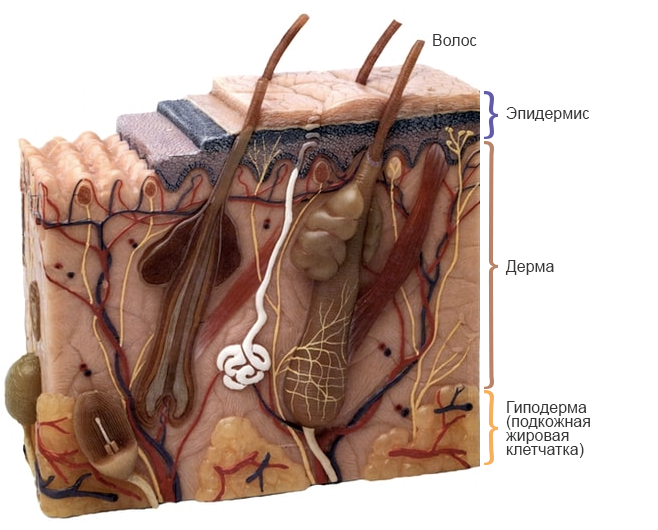 Волос
Эпидермис
Дерма
Гиподерма
(подкожная
жировая
клетчатка)